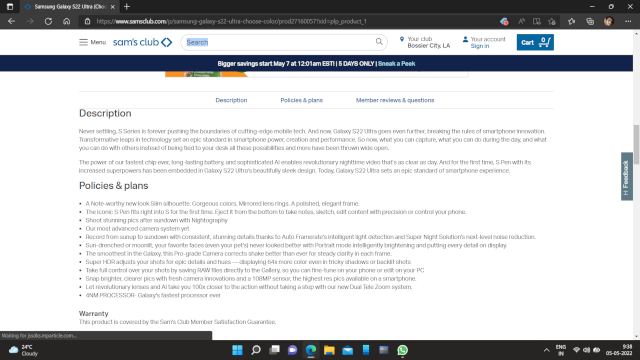 Samsung Galaxy S22 Ultra (Choo
https://www.samsclub.com/p/samsung-galaxy-s22-ultra-choose-color/prod27160057?xid=plp_product_1
Menu
sam's club
Search
Your club
Bossier City, LA
Your account
Sign in
Cart
0
Bigger savings start May 7 at 12:01am EST! | 5 DAYS ONLY | Sneak a Peek
Description
Policies & plans
Member reviews & questions
Description
Never settling, S Series is forever pushing the boundaries of cutting-edge mobile tech. And now, Galaxy S22 Ultra goes even further, breaking the rules of smartphone innovation.
Transformative leaps in technology set an epic standard in smartphone power, creation and performance. So now, what you can capture, what you can do during the day, and what
you can do with others instead of being tied to your desk all these possibilities and more have been thrown wide open.
The power of our fastest chip ever, long-lasting battery, and sophisticated AI enables revolutionary nighttime video that's as clear as day. And for the first time, S Pen with its
increased superpowers has been embedded in Galaxy S22 Ultra's beautifully sleek design. Today, Galaxy S22 Ultra sets an epic standard of smartphone experience.
Policies & plans
A Note-worthy new look Slim silhouette. Gorgeous colors. Mirrored lens rings. A polished, elegant frame.
The iconic S Pen fits right into S for the first time. Eject it from the bottom to take notes, sketch, edit content with precision or control your phone.
Shoot stunning pics after sundown with Nightography
Our most advanced camera system yet
Record from sunup to sundown with consistent, stunning details thanks to Auto Framerate's intelligent light detection and Super Night Solution's next-level noise reduction.
Sun-drenched or moonlit, your favorite faces (even your pet's) never looked better with Portrait mode intelligently brightening and putting every detail on display.
The smoothest in the Galaxy, this Pro-grade Camera corrects shake better than ever for steady clarity in each frame.
Super HDR adjusts your shots for epic details and hues — displaying 64x more color even in tricky shadows or backlit shots
Take full control over your shots by saving RAW files directly to the Gallery, so you can fine-tune on your phone or edit on your PC
Snap brighter, clearer pics with fresh camera innovations and a 108MP sensor, the highest res pics available on a smartphone.
Let revolutionary lenses and AI take you 100x closer to the action without taking a step with our new Dual Tele Zoom system.
4NM PROCESSOR- Galaxy's fastest processor ever
Warranty
This product is covered by the Sam's Club Member Satisfaction Guarantee.
Feedback
Waiting for jsadks.mparticle.com...
24°C
Cloudy
ENG
IN
9:38
05-05-2022